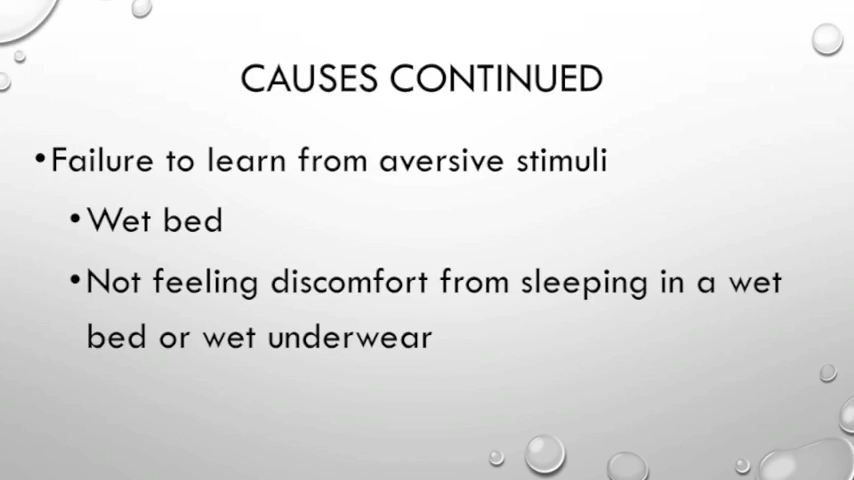 CAUSES CONTINUED
•Failure to learn from aversive stimuli
•Wet bed
•Not feeling discomfort from sleeping in a wet
bed or wet underwear